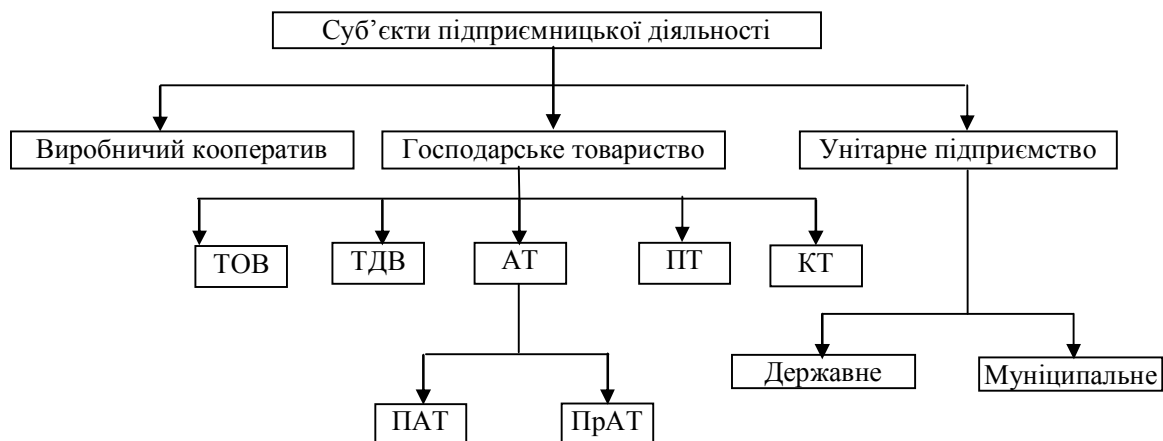 Суб’єкти підприємницької діяльності
Виробничий кооператив
Господарське товариство
Унітарне підприємство
ТОВ
ТДВ
АТ
ПТ
КТ
Державне
Муніципальне
ПАТ
ПрАТ